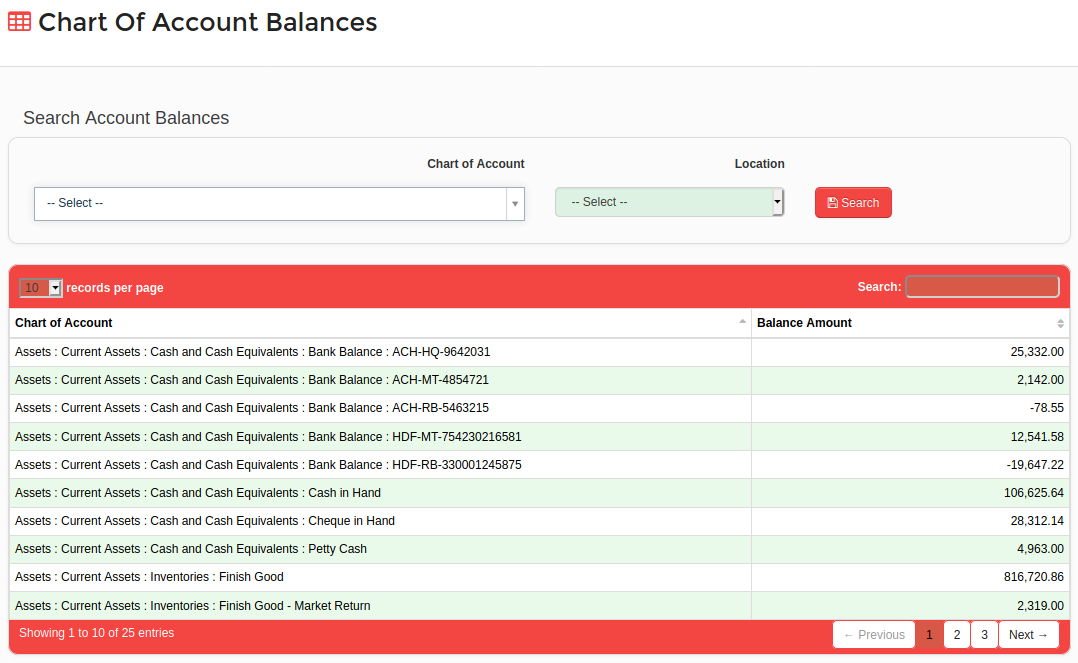 Chart Of Account Balances
Search Account Balances
Chart of Account Location
-- Select -- -- Select -- Search
10 records per page Search:
Chart of Account Balance Amount
Assets : Current Assets : Cash and Cash Equivalents : Bank Balance : ACH-HQ-9642031 25,332.00
Assets : Current Assets : Cash and Cash Equivalents : Bank Balance : ACH-MT-4854721 2,142.00
Assets : Current Assets : Cash and Cash Equivalents : Bank Balance : ACH-RB-5463215 -78.55
Assets : Current Assets : Cash and Cash Equivalents : Bank Balance : HDF-MT-754230216581 12,541.58
Assets : Current Assets : Cash and Cash Equivalents : Bank Balance : HDF-RB-330001245875 -19,647.22
Assets : Current Assets : Cash and Cash Equivalents : Cash in Hand 106,625.64
Assets : Current Assets : Cash and Cash Equivalents : Cheque in Hand 28,312.14
Assets : Current Assets : Cash and Cash Equivalents : Petty Cash 4,963.00
Assets : Current Assets : Inventories : Finish Good 816,720.86
Assets : Current Assets : Inventories : Finish Good - Market Return 2,319.00
Showing 1 to 10 of 25 entries ← Previous 1 2 3 Next →